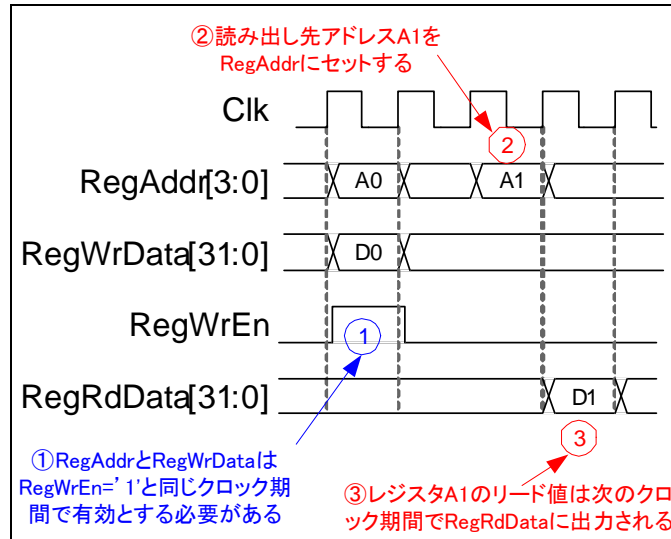 ②読み出し先アドレスA1を
RegAddrにセットする
Clk
②
RegAddr[3:0]
A0
A1
RegWrData[31:0]
D0
RegWrEn
①
RegRdData[31:0]
D1
③
①RegAddrとRegWrDataは
RegWrEn='1'と同じクロック期
間で有効とする必要がある
③レジスタA1のリード値は次のクロ
ック期間でRegRdDataに出力される